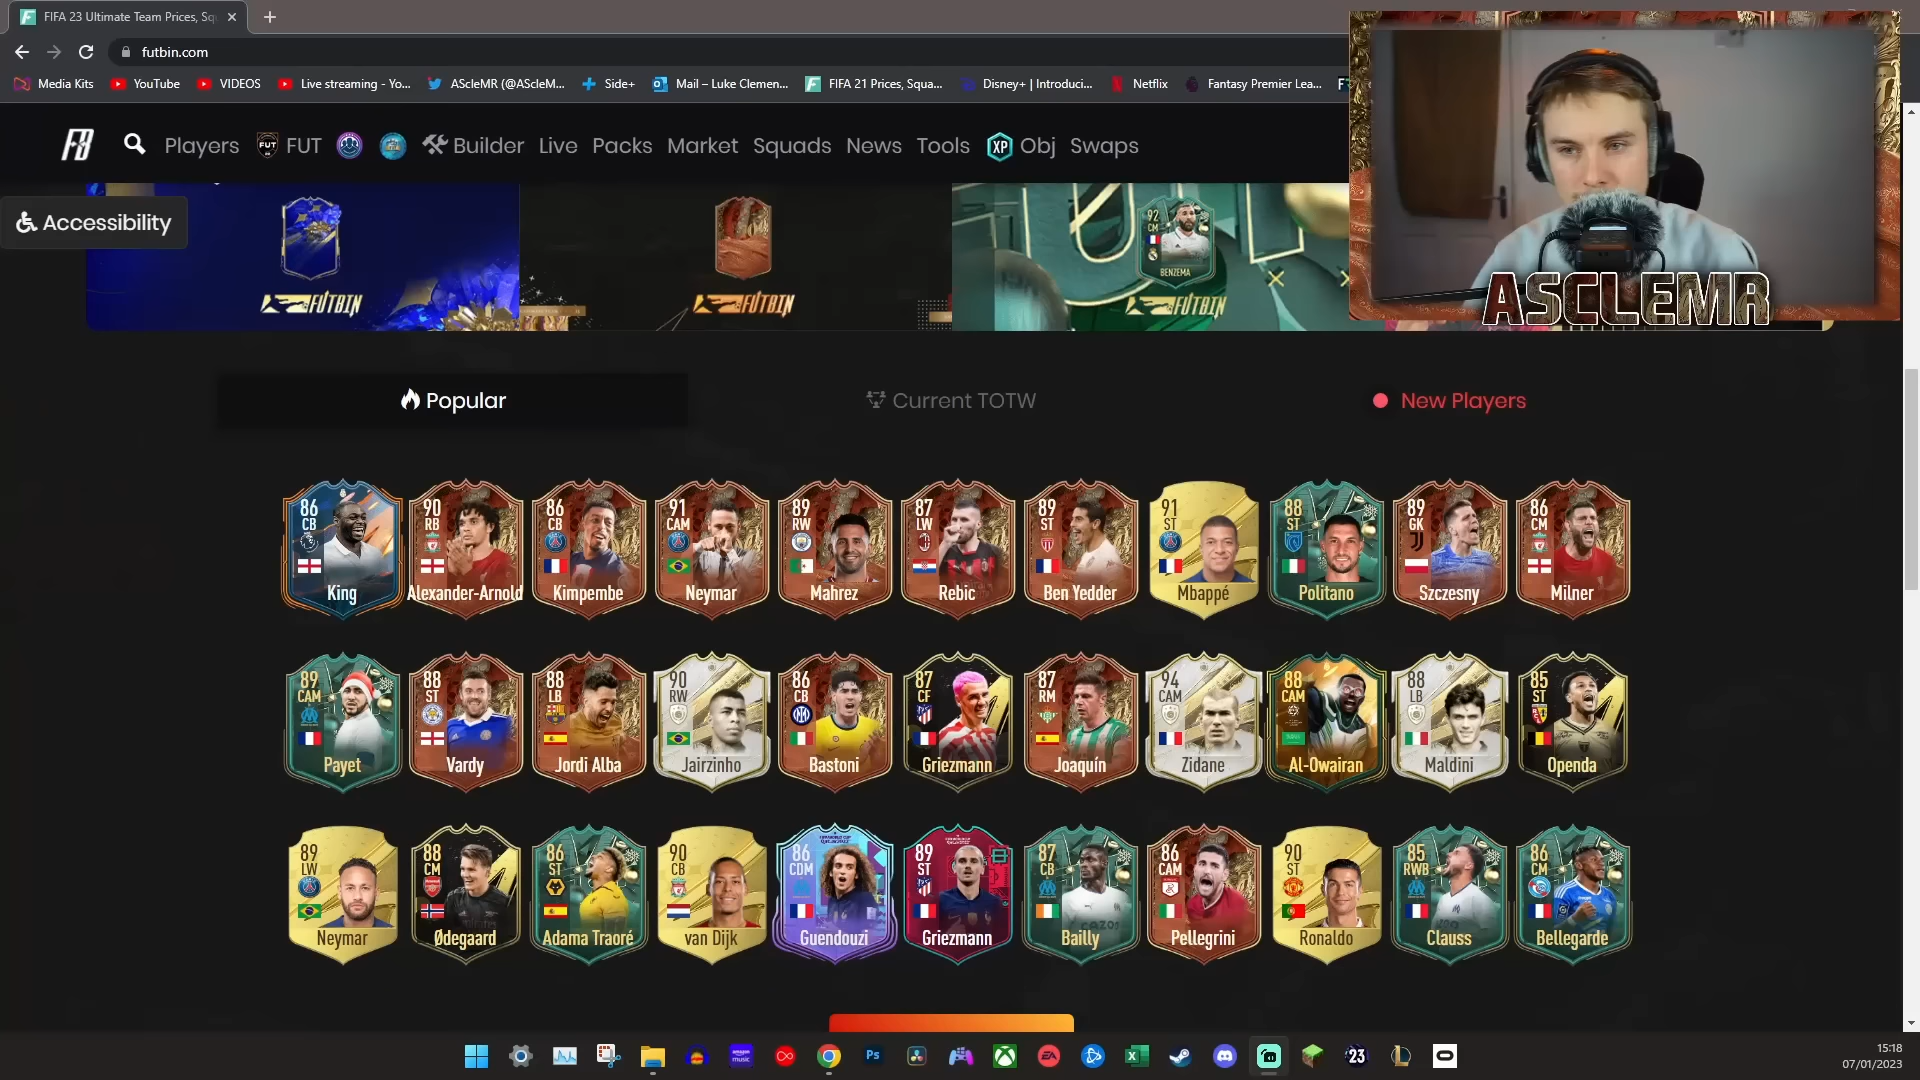 FIFA 23 Ultimate Team Prices, Sq
futbin.com
Media Kits
YouTube
VIDEOS
Live streaming - Yo...
AScleMR (@AScleM...
Side+
Mail – Luke Clemen...
FIFA 21 Prices, Squa...
Disney+ | Introduci...
Netflix
Fantasy Premier Lea...
Players
FUT
FUT
Builder
Live
Packs
Market
Squads
News
Tools
XP
Obj
Swaps
Accessibility
FUTBIN
FUTBIN
92
CM
BENZEMA
FUTBIN
ASCLEMR
Popular
Current TOTW
New Players
86 CB King
90 RB Alexander-Arnold
86 CB Kimpembe
91 CAM Neymar
89 RW Mahrez
87 LW Rebic
89 ST Ben Yedder
91 ST Mbappé
88 ST Politano
89 GK Szczesny
86 CM Milner
89 CAM Payet
88 ST Vardy
88 LB Jordi Alba
90 RW Jairzinho
86 CB Bastoni
87 CF Griezmann
87 RM Joaquín
94 CAM Zidane
88 CAM Al-Owairan
88 LB Maldini
85 ST Openda
89 LW Neymar
88 CM Ødegaard
86 ST Adama Traoré
90 CB van Dijk
86 CDM Guendouzi
89 ST Griezmann
87 CB Bailly
86 CAM Pellegrini
90 ST Ronaldo
85 RWB Clauss
86 CM Bellegarde
Ps
EA
23
15:18
07/01/2023